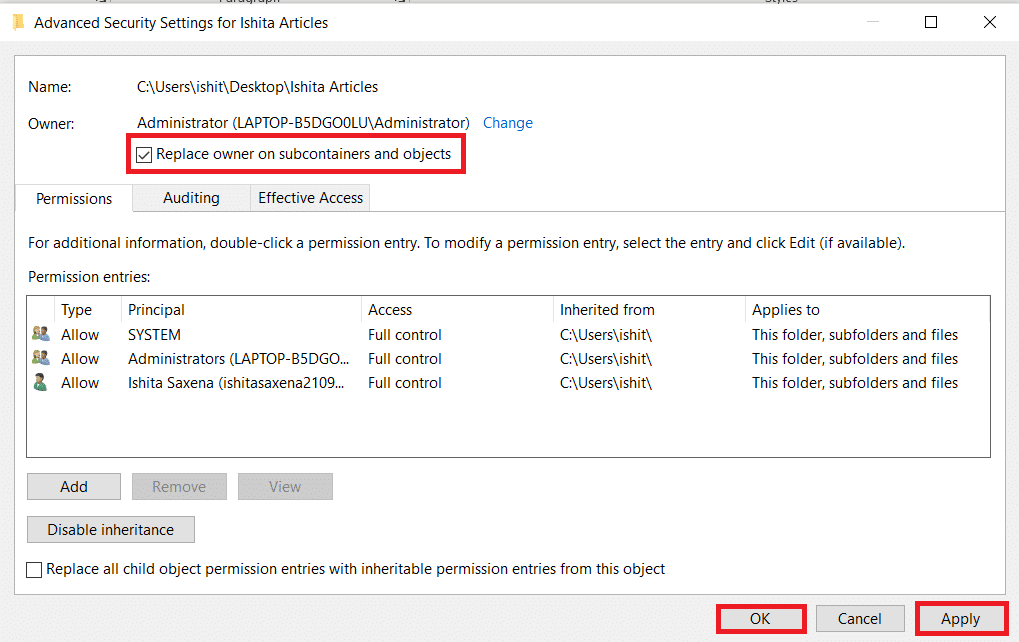 Advanced Security Settings for Ishita Articles
Name: C:\Users\ishit\Desktop\Ishita Articles
Owner: Administrator (LAPTOP-B5DGO0LU\Administrator) Change
Replace owner on subcontainers and objects
Permissions Auditing Effective Access
For additional information, double-click a permission entry. To modify a permission entry, select the entry and click Edit (if available).
Permission entries:
Type Principal Access Inherited from Applies to
Allow SYSTEM Full control C:\Users\ishit\ This folder, subfolders and files
Allow Administrators (LAPTOP-B5DGO... Full control C:\Users\ishit\ This folder, subfolders and files
Allow Ishita Saxena (ishitasaxena2109... Full control C:\Users\ishit\ This folder, subfolders and files
Add Remove View
Disable inheritance
Replace all child object permission entries with inheritable permission entries from this object
OK Cancel Apply